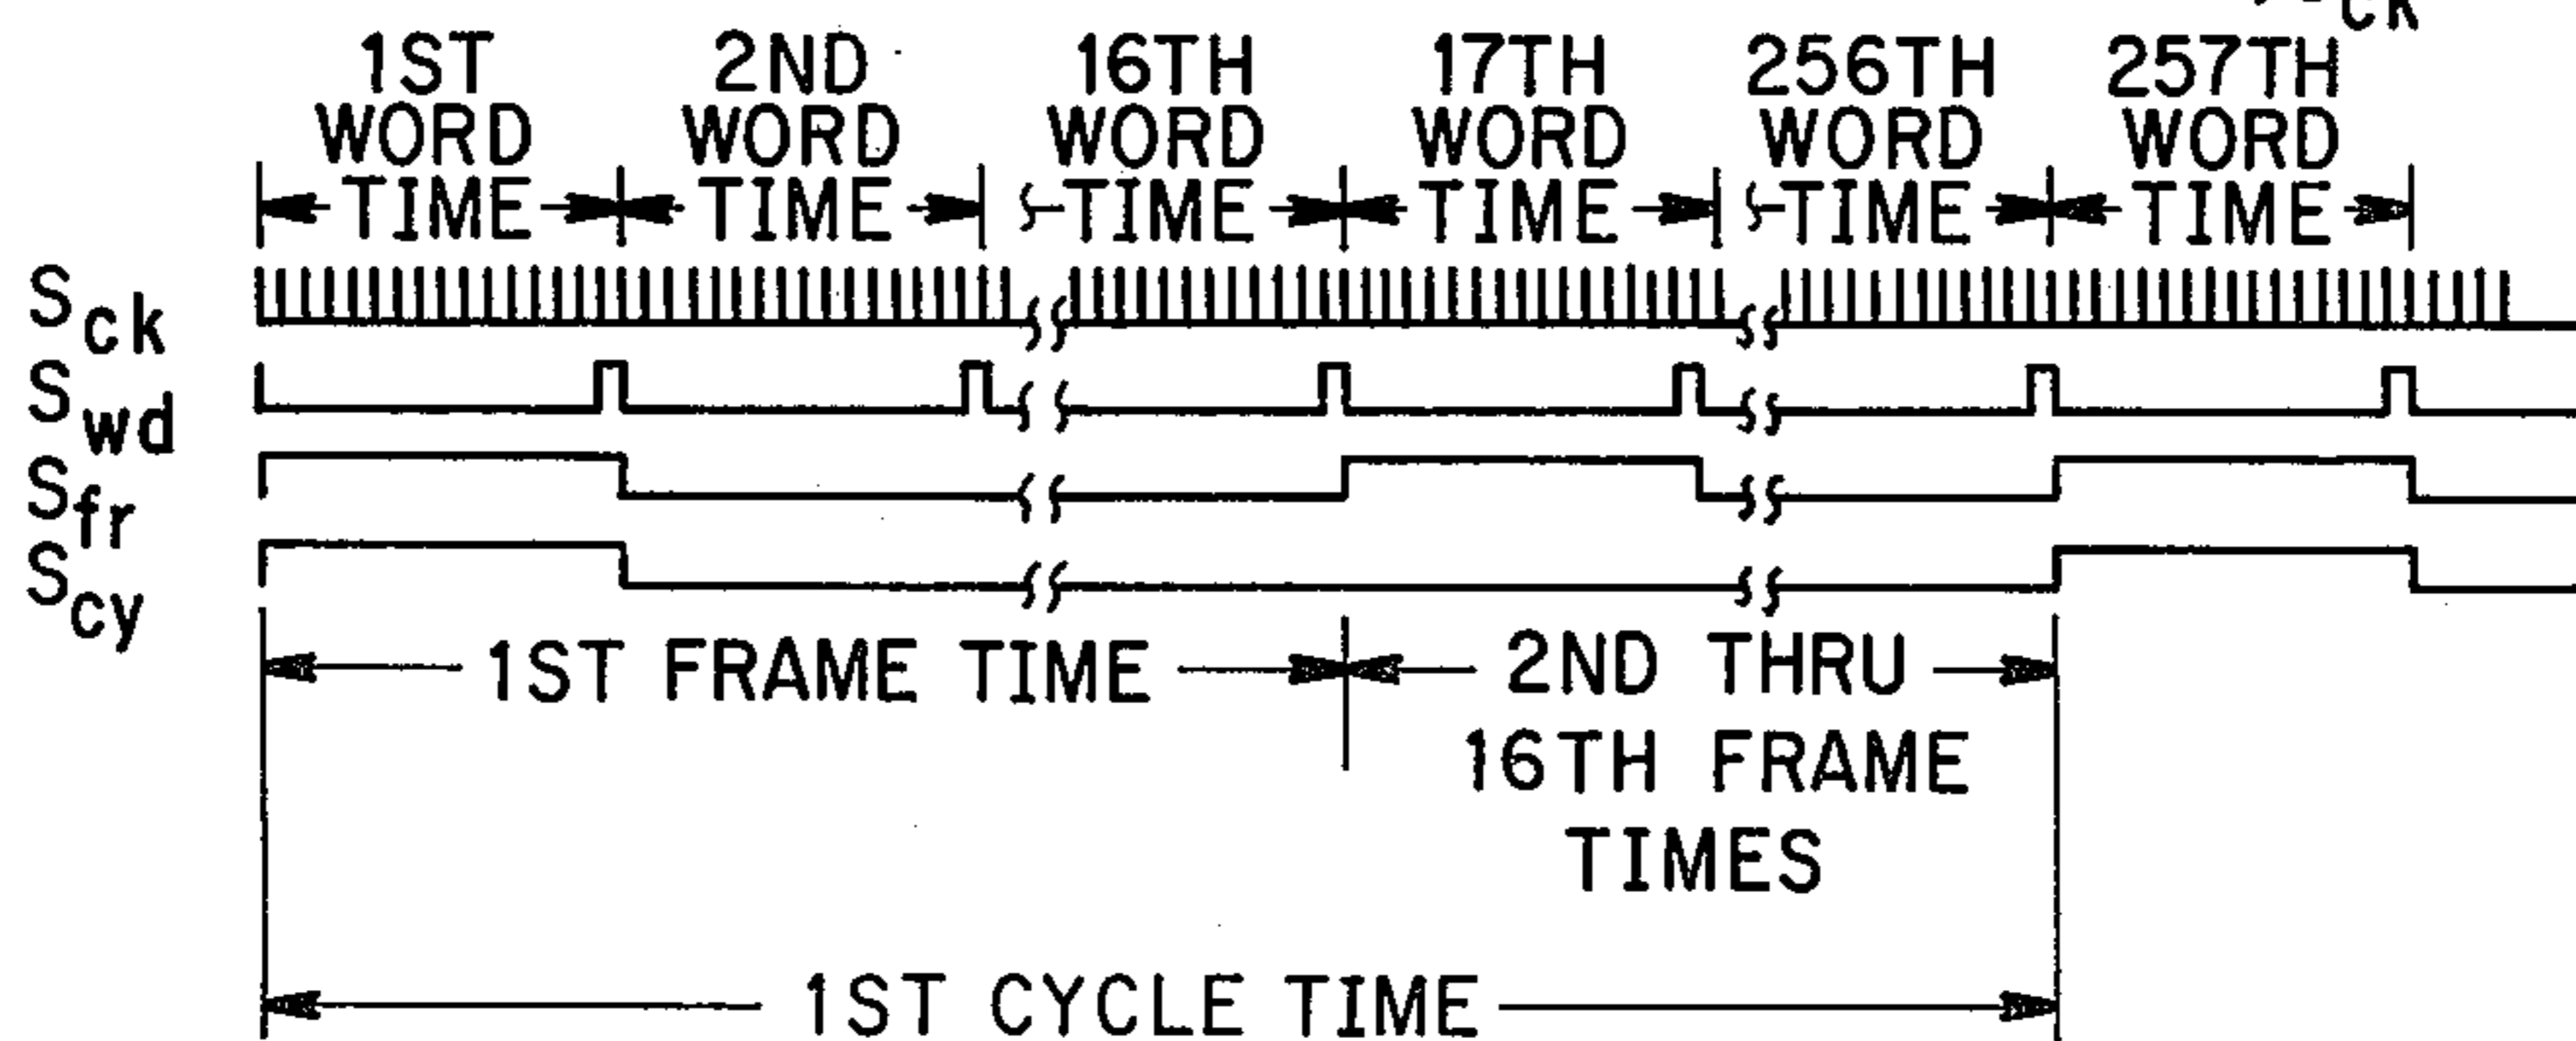 ck
1ST WORD TIME
2ND WORD TIME
16TH WORD TIME
17TH WORD TIME
256TH WORD TIME
257TH WORD TIME
Sck
Swd
Sfr
Scy
1ST FRAME TIME
2ND THRU
16TH FRAME
TIMES
1ST CYCLE TIME